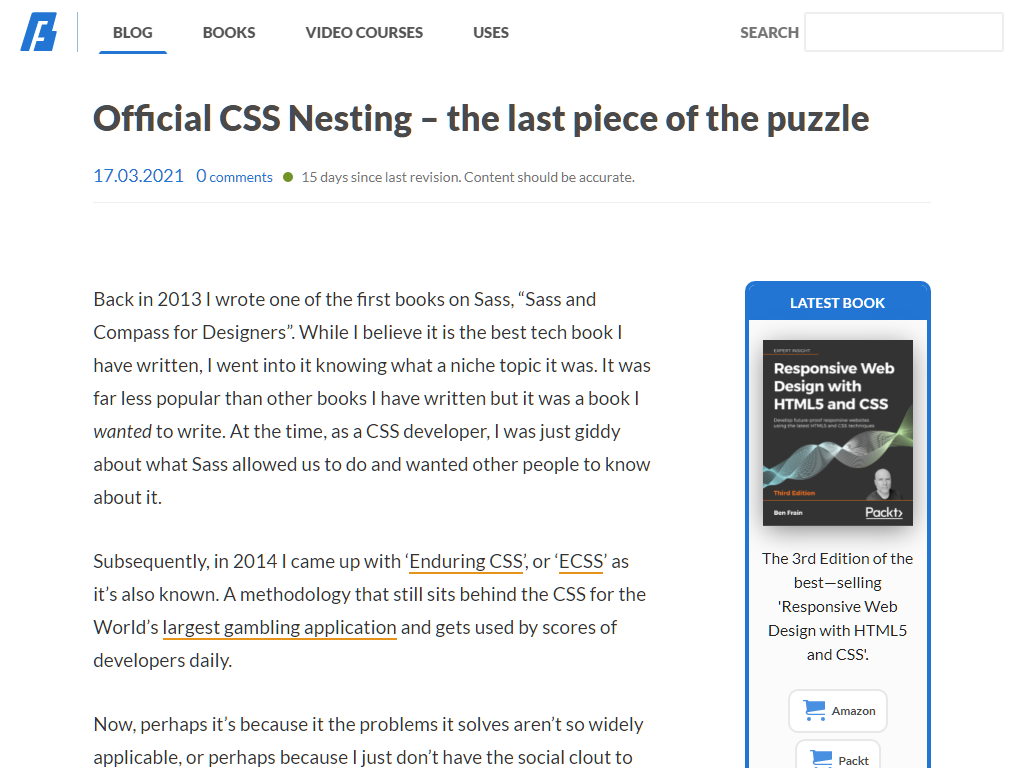 BLOG BOOKS VIDEO COURSES USES SEARCH
Official CSS Nesting – the last piece of the puzzle
17.03.2021 0 comments 15 days since last revision. Content should be accurate.
Back in 2013 I wrote one of the first books on Sass, “Sass and
Compass for Designers”. While I believe it is the best tech book I
have written, I went into it knowing what a niche topic it was. It was
far less popular than other books I have written but it was a book I
wanted to write. At the time, as a CSS developer, I was just giddy
about what Sass allowed us to do and wanted other people to know
about it.
Subsequently, in 2014 I came up with ‘Enduring CSS’, or ‘ECSS’ as
it’s also known. A methodology that still sits behind the CSS for the
World’s largest gambling application and gets used by scores of
developers daily.
Now, perhaps it’s because it the problems it solves aren’t so widely
applicable, or perhaps because I just don’t have the social clout to
LATEST BOOK
EXPERT INSIGHT
Responsive Web
Design with
HTML5 and CSS
Develop future-proof responsive websites
using the latest HTML5 and CSS techniques
Third Edition
Ben Frain
Packt>
The 3rd Edition of the
best—selling
'Responsive Web
Design with HTML5
and CSS'.
Amazon
Packt